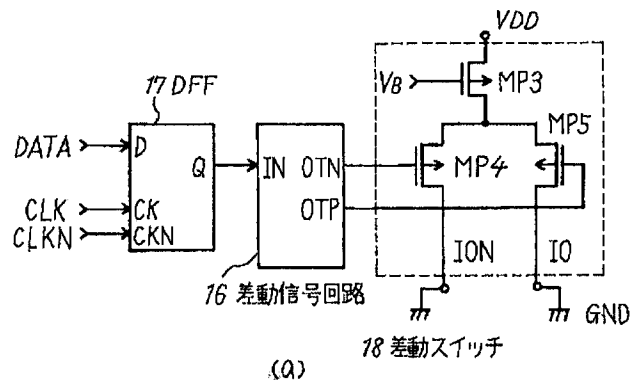 VDD
17 DFF
VB
MP3
MP5
DATA
D
Q
IN
OTN
MP4
CLK
CK
OTP
CLKN
CKN
ION
IO
16 差動信号回路
GND
18 差動スイッチ
(a)